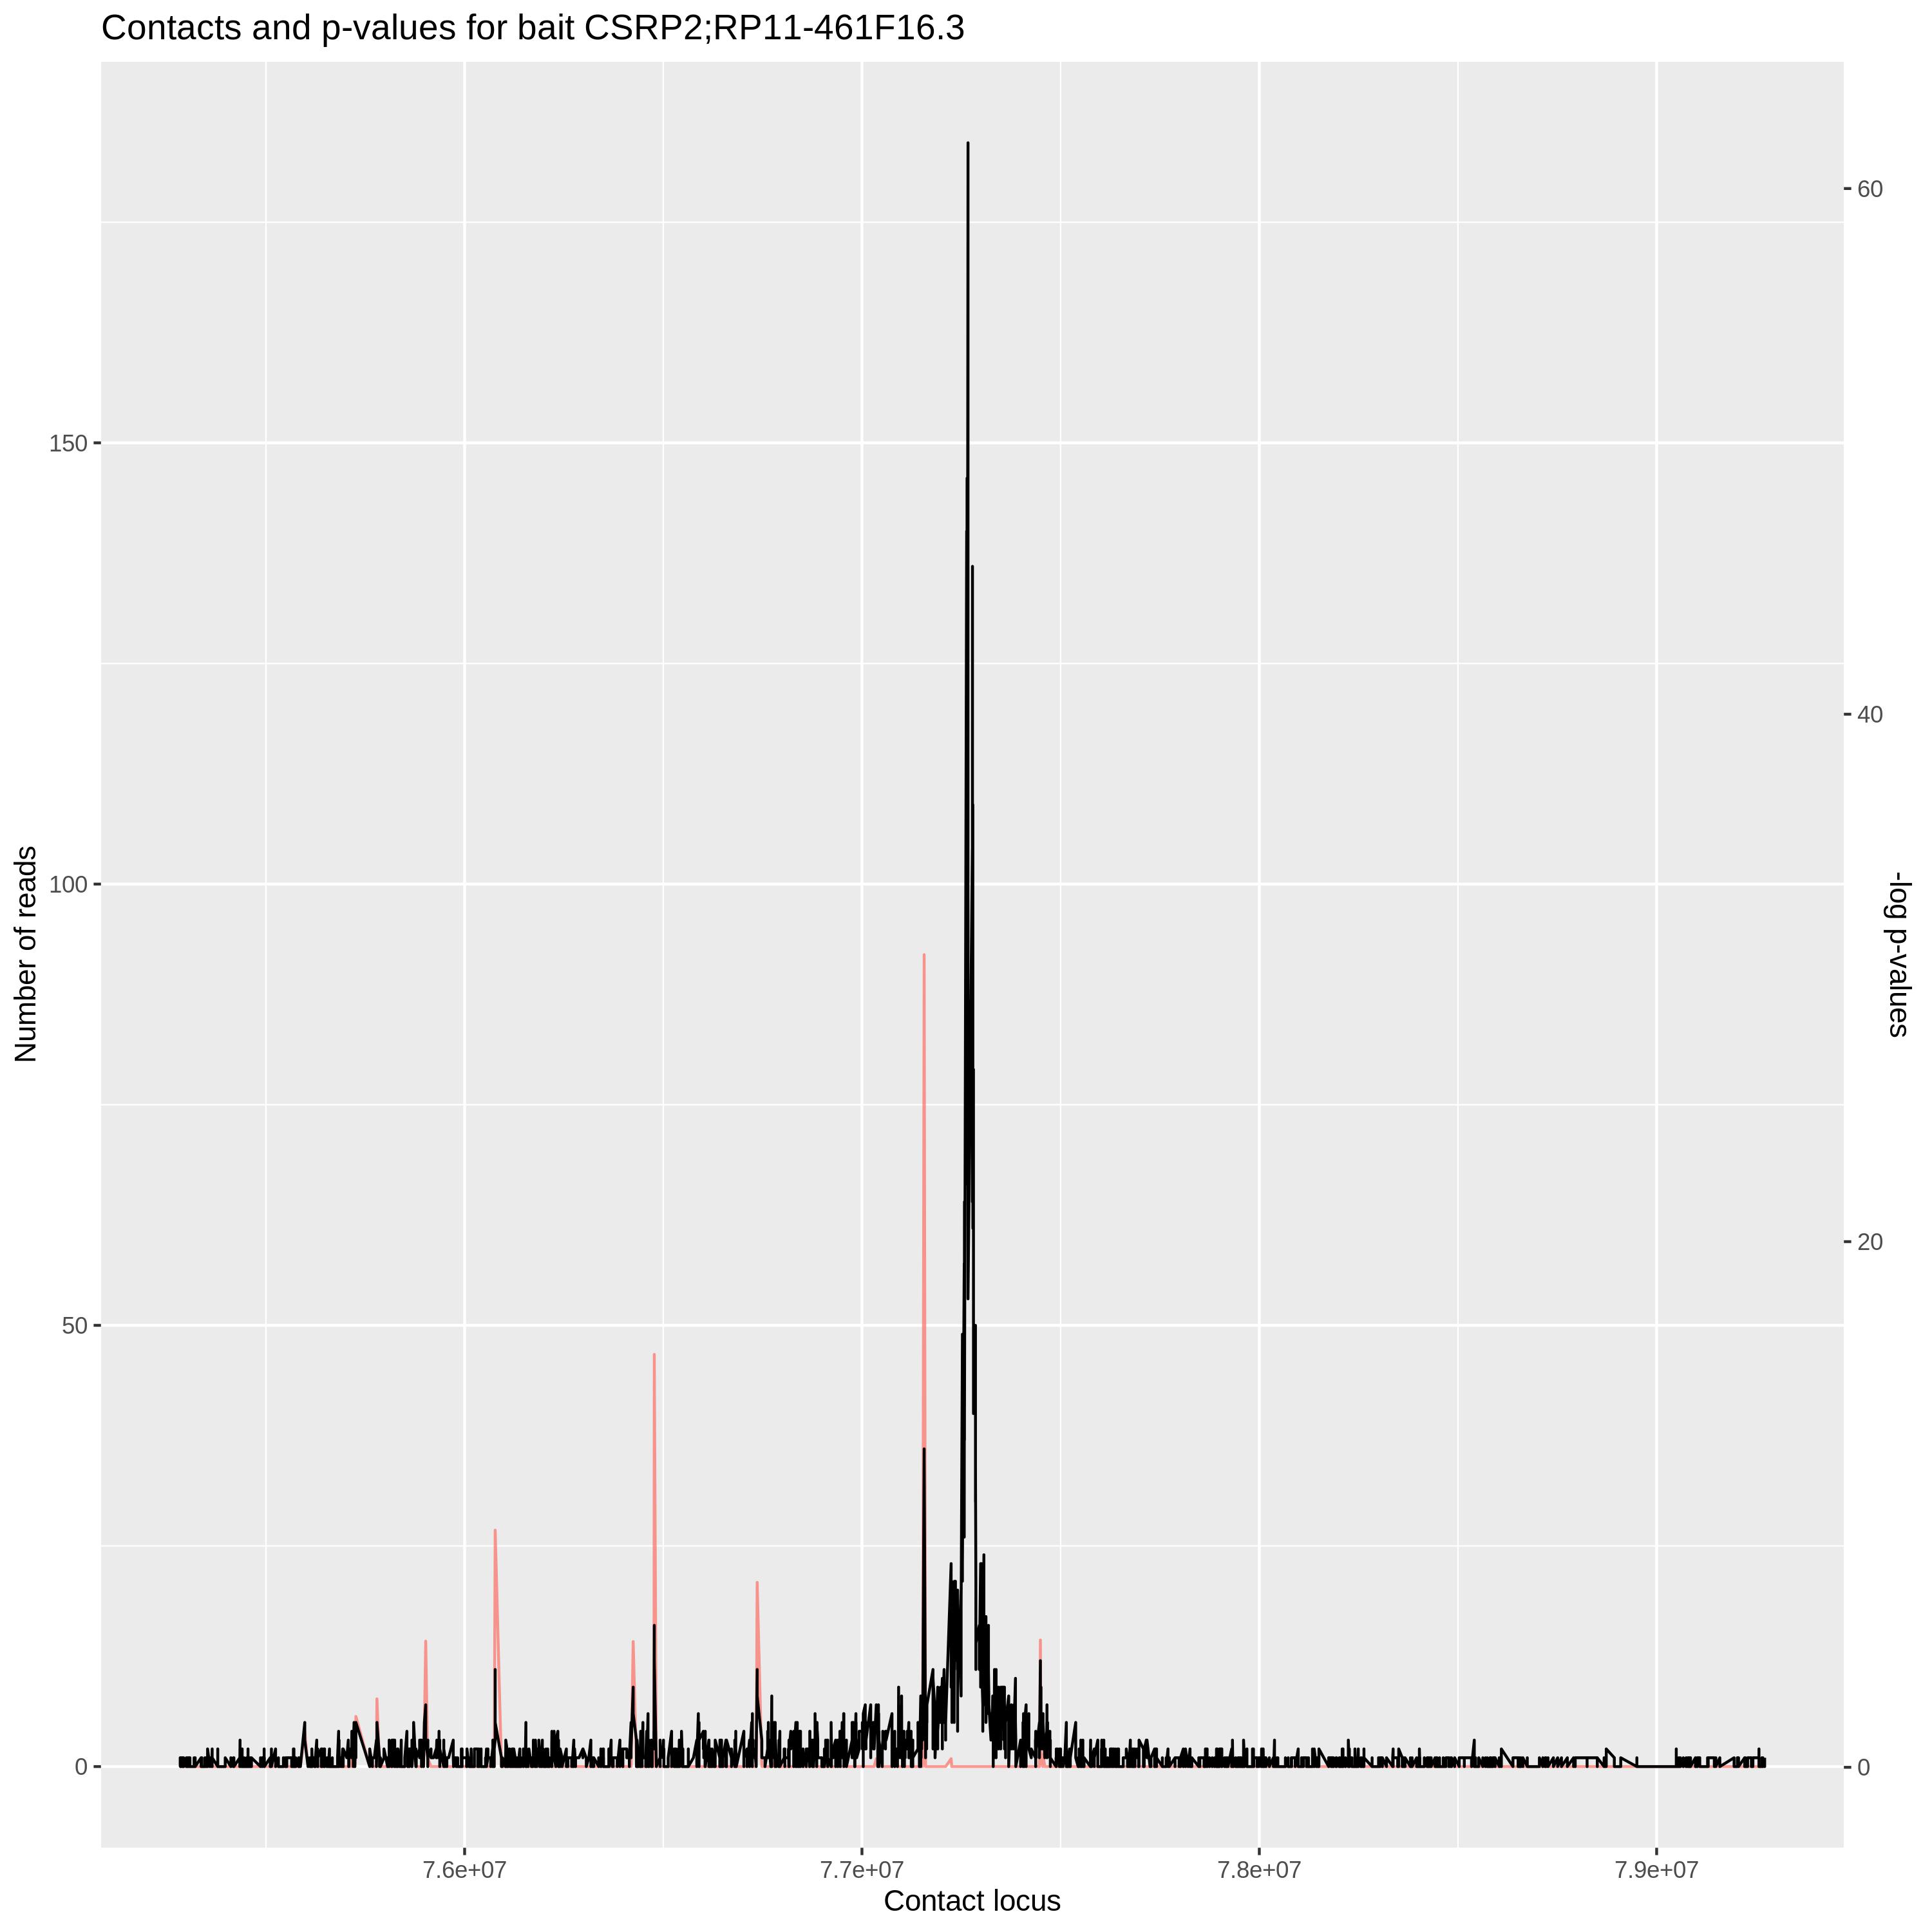 Contacts and p-values for bait CSRP2;RP11-461F16.3
Number of reads
150
100
50
0
60
40
20
0
-log p-values
7.6e+07
7.7e+07
7.8e+07
7.9e+07
Contact locus